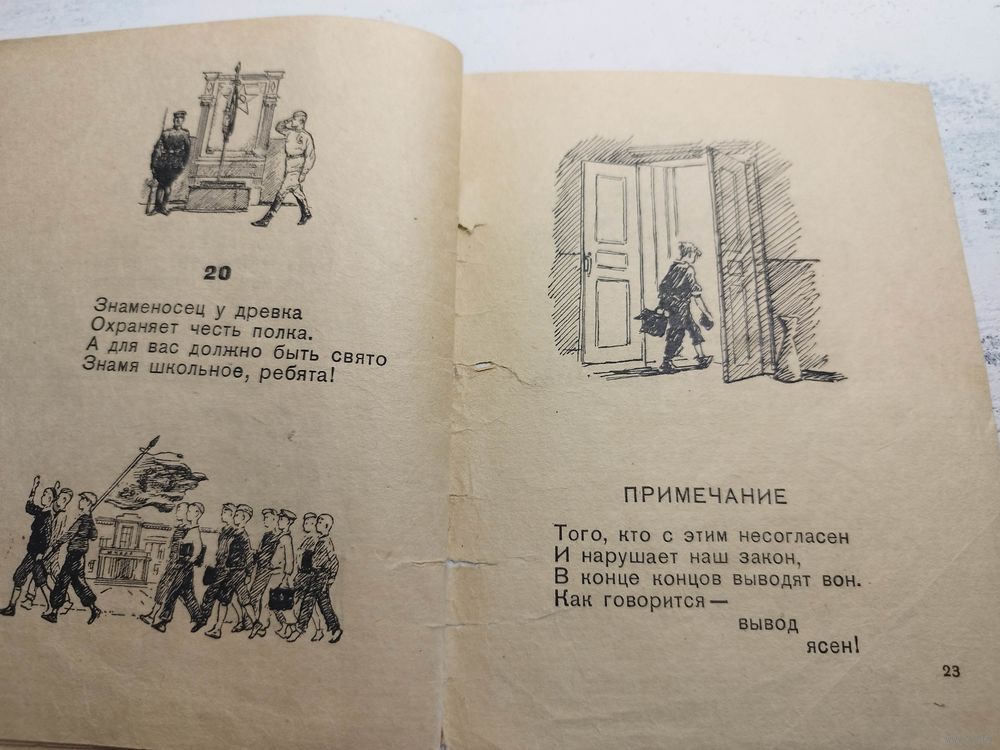 20
Знаменосец у древка
Охраняет честь полка.
А для вас должно быть свято
Знамя школьное, ребята!
ПРИМЕЧАНИЕ
Того, кто с этим несогласен
И нарушает наш закон,
В конце концов выводят вон.
Как говорится —
вывод
ясен!
23